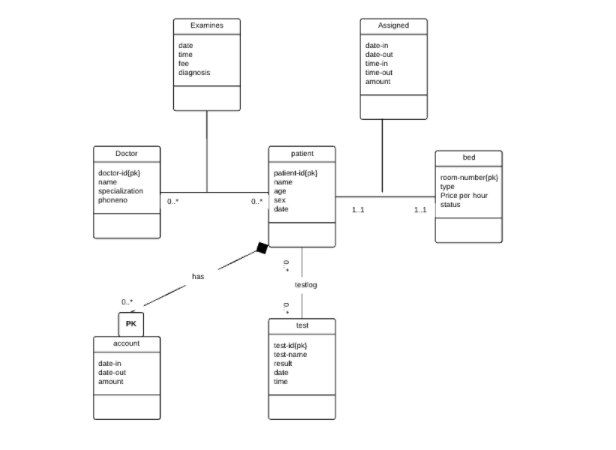 Examines
date
time
fee
diagnosis
Assigned
date-in
date-out
time-in
time-out
amount
Doctor
doctor-id{pk}
name
specialization
phoneno
0..*
0..*
patient
patient-id{pk}
name
age
sex
date
1..1
1..1
bed
room-number{pk}
type
Price per hour
status
has
0..*
0..*
testlog
0..*
PK
account
date-in
date-out
amount
test
test-id{pk}
test-name
result
date
time